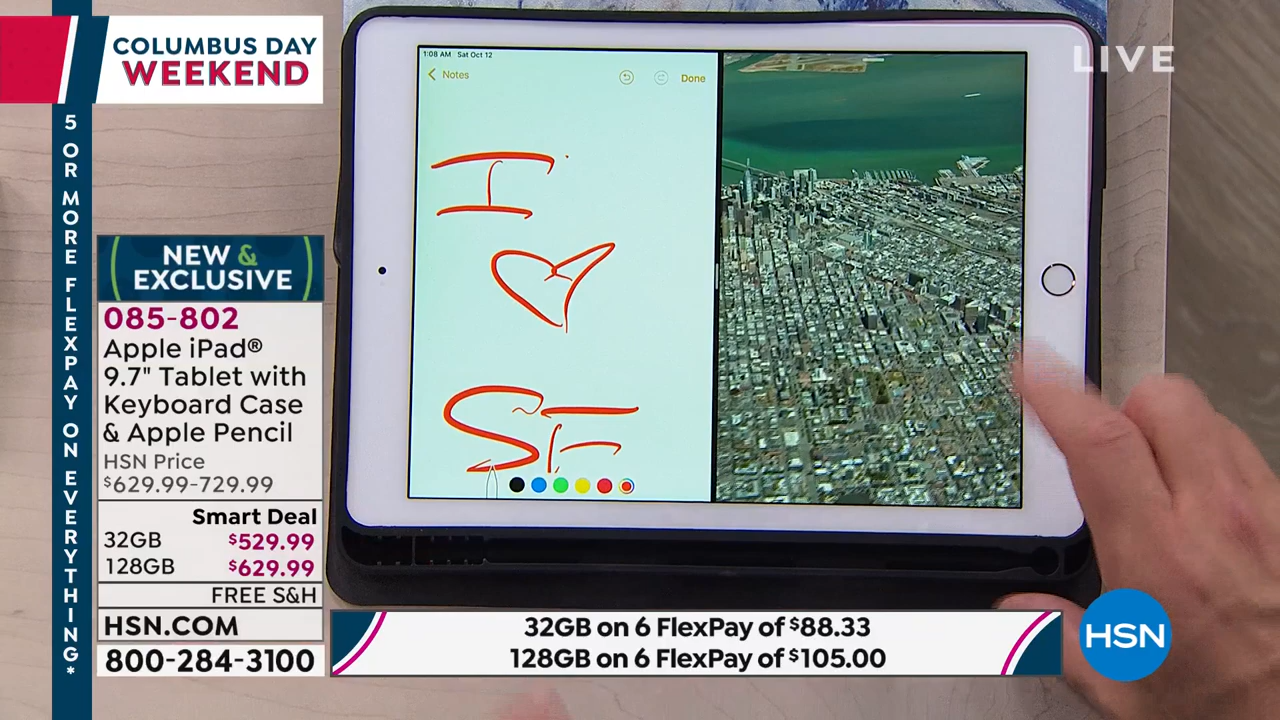 COLUMBUS DAY
WEEKEND
5 OR MORE FLEXPAY ON EVERYTHING*
NEW &
EXCLUSIVE
085-802
Apple iPad®
9.7" Tablet with
Keyboard Case
& Apple Pencil
HSN Price
$629.99-729.99
Smart Deal
32GB $529.99
128GB $629.99
FREE S&H
HSN.COM
800-284-3100
1:08 AM Sat Oct 12
Notes
Done
I
SF
LIVE
32GB on 6 FlexPay of $88.33
128GB on 6 FlexPay of $105.00
HSN